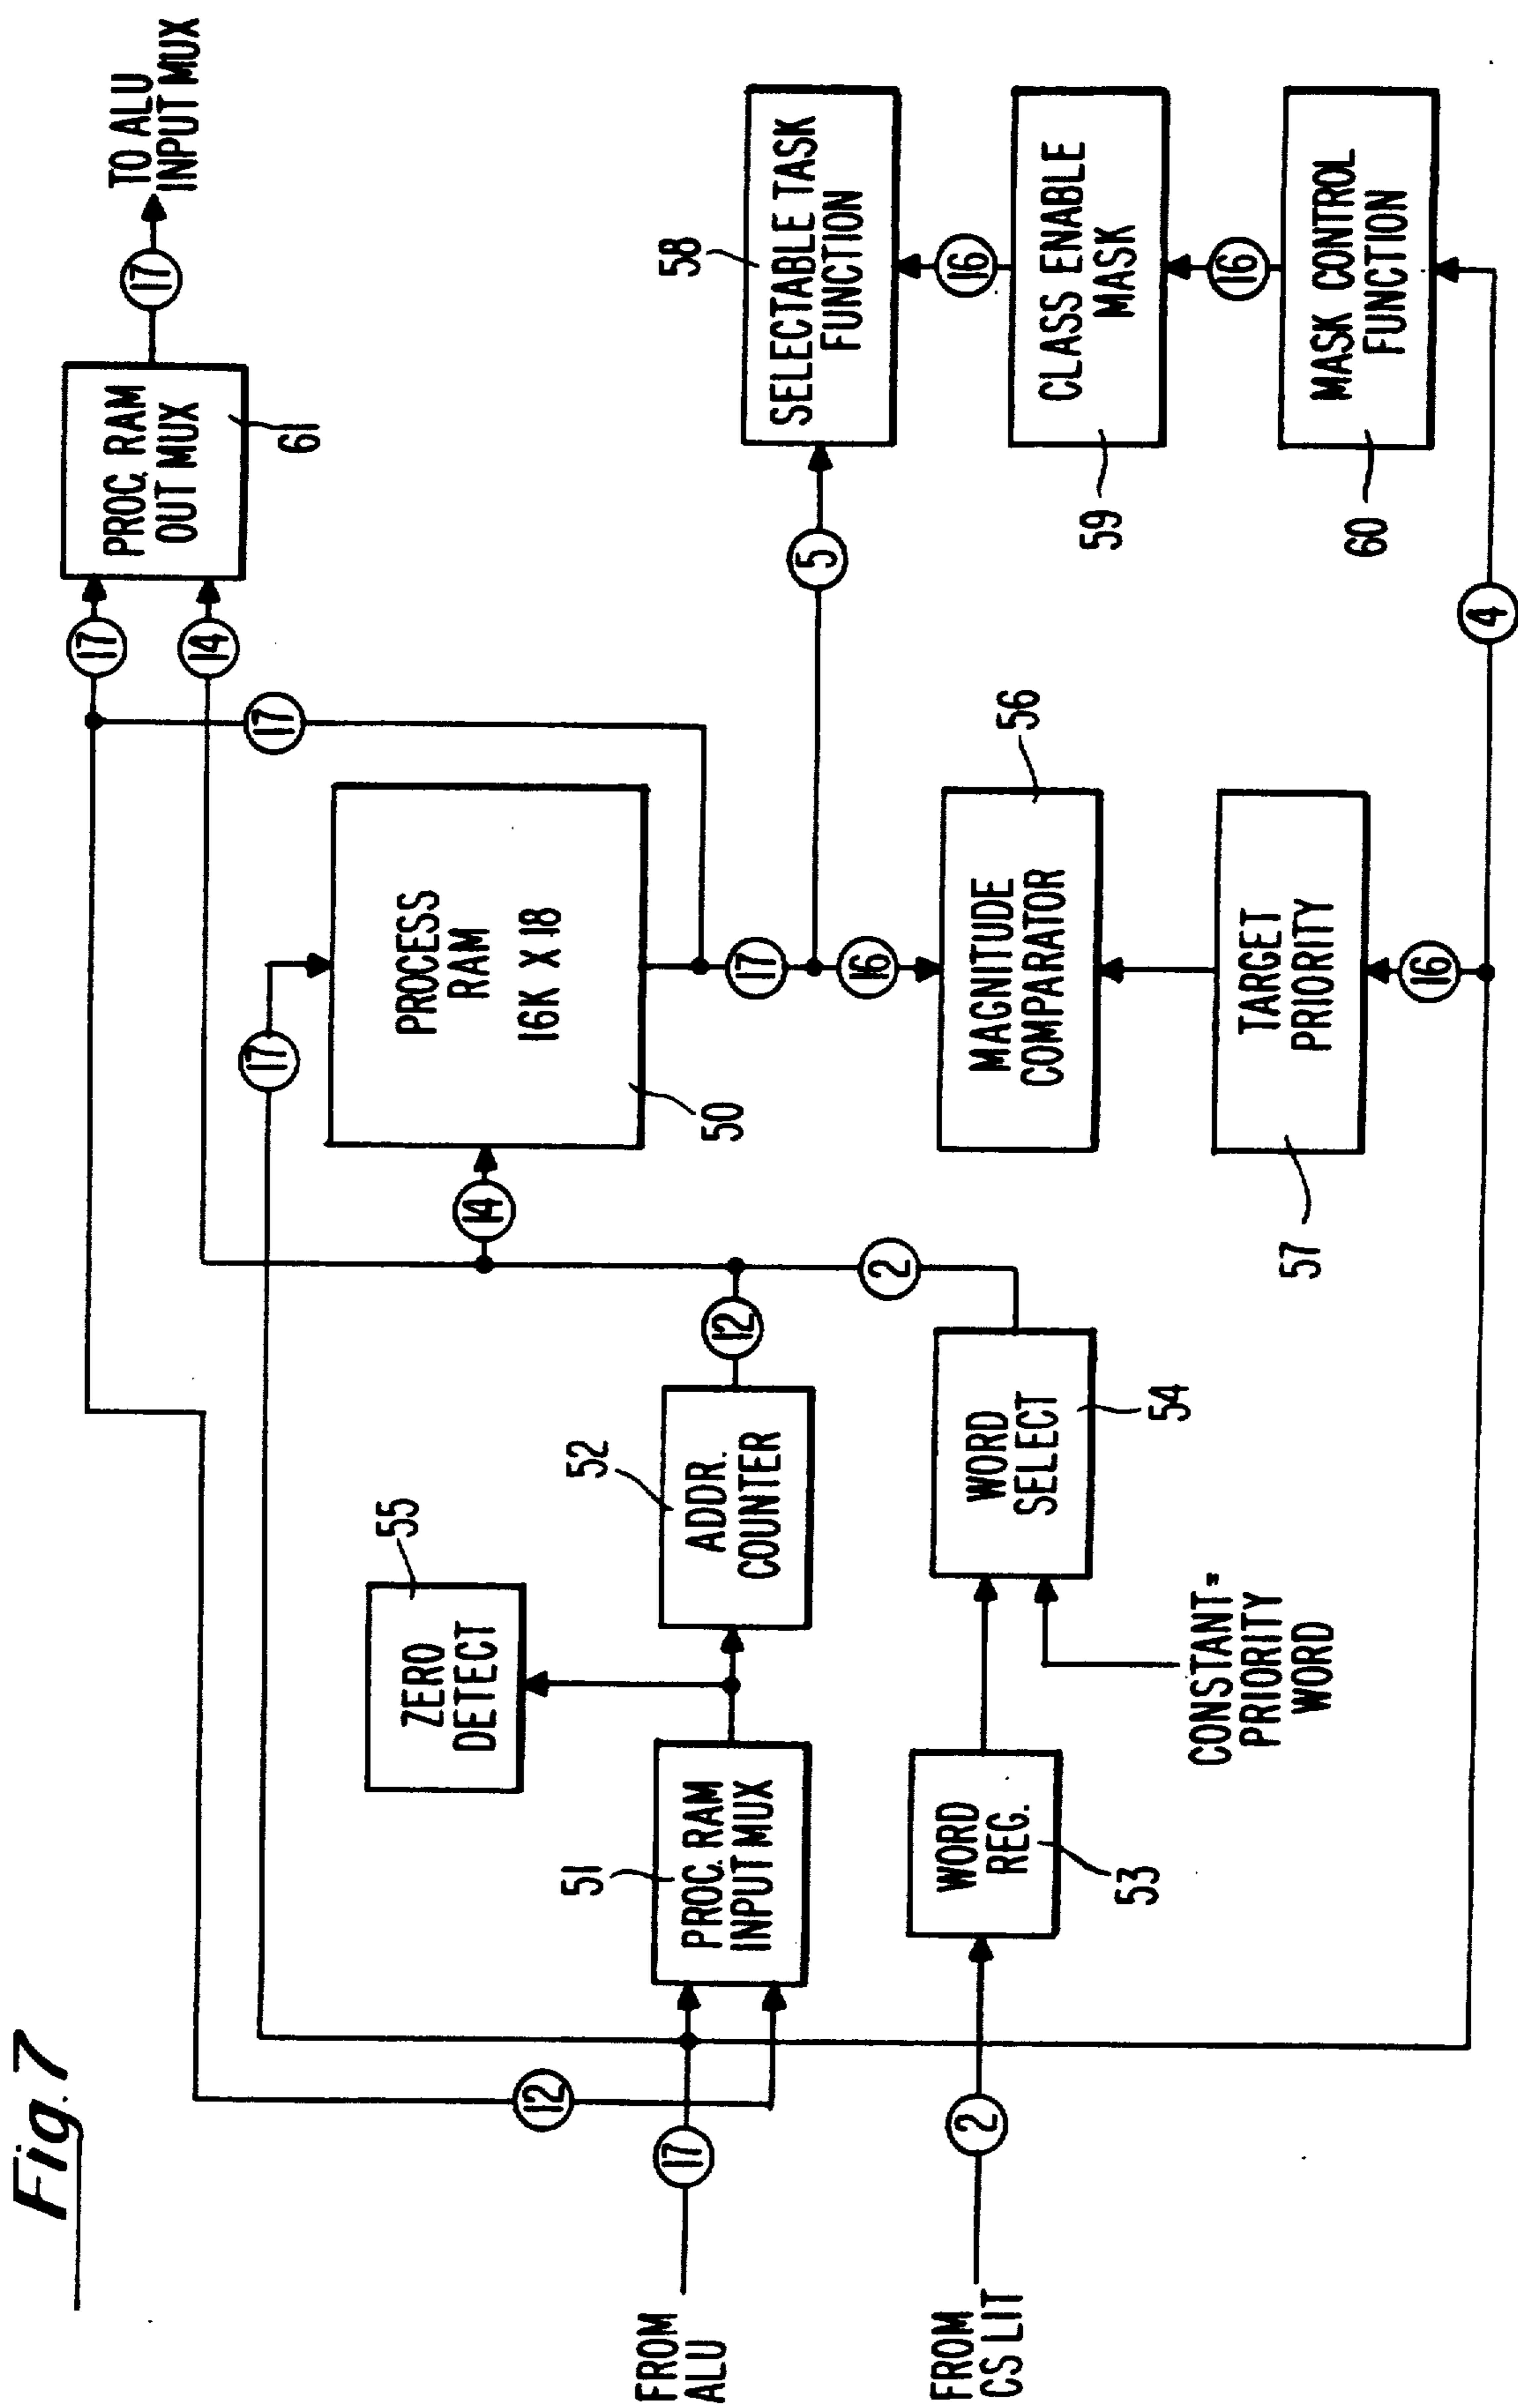 Fig. 7
TO ALU
INPUT MUX
17
PROC. RAM
OUT MUX
61
17
14
17
17
PROCESS
RAM
16K X 18
50
14
55
ZERO
DETECT
52
ADDR.
COUNTER
12
2
51
PROC. RAM
INPUT MUX
12
17
FROM
ALU
FROM
CS LIT
2
WORD
REG.
53
WORD
SELECT
54
CONSTANT=
PRIORITY
WORD
17
16
5
56
MAGNITUDE
COMPARATOR
TARGET
PRIORITY
57
16
4
58
SELECTABLE TASK
FUNCTION
16
CLASS ENABLE
MASK
59
16
MASK CONTROL
FUNCTION
60